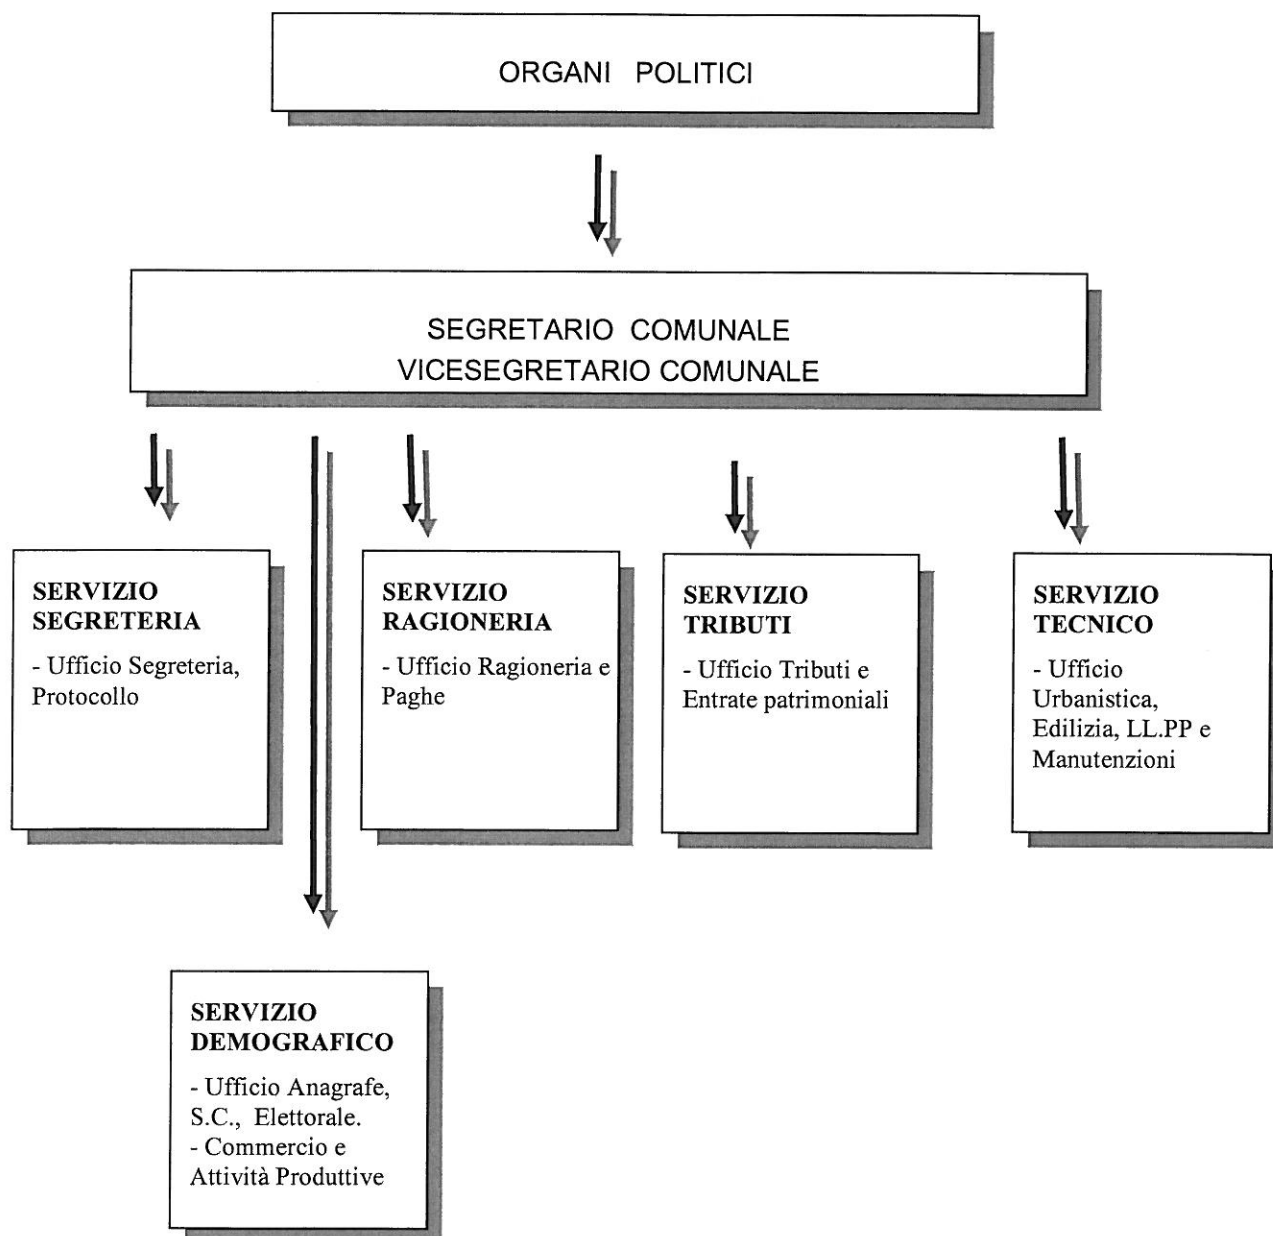 ORGANI POLITICI
SEGRETARIO COMUNALE
VICESEGRETARIO COMUNALE
SERVIZIO
SEGRETERIA
- Ufficio Segreteria,
Protocollo
SERVIZIO
RAGIONERIA
- Ufficio Ragioneria e
Paghe
SERVIZIO
TRIBUTI
- Ufficio Tributi e
Entrate patrimoniali
SERVIZIO
TECNICO
- Ufficio
Urbanistica,
Edilizia, LL.PP e
Manutenzioni
SERVIZIO
DEMOGRAFICO
- Ufficio Anagrafe,
S.C., Elettorale.
- Commercio e
Attività Produttive